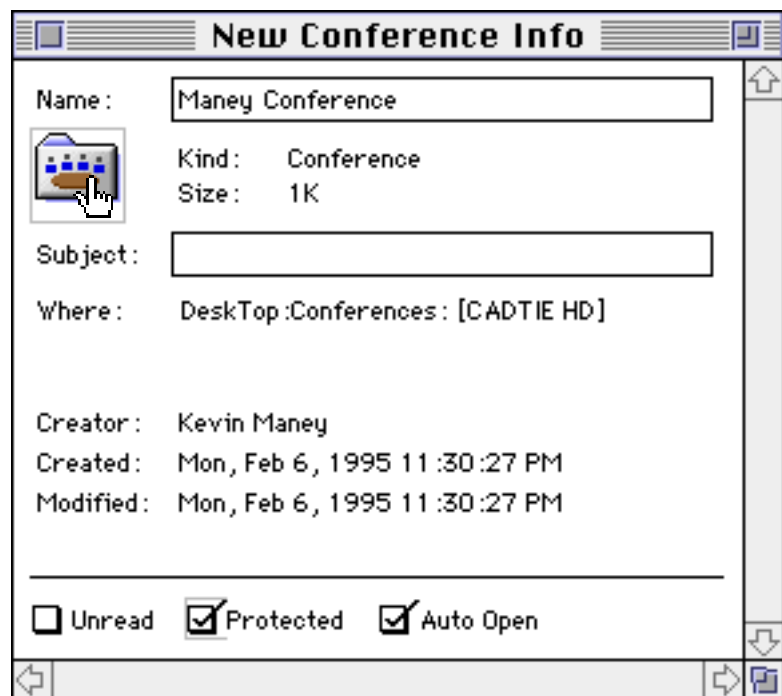 New Conference Info
Name: Maney Conference
Kind: Conference
Size: 1K
Subject:
Where: DeskTop:Conferences: [CADTIE HD]
Creator: Kevin Maney
Created: Mon, Feb 6, 1995 11:30:27 PM
Modified: Mon, Feb 6, 1995 11:30:27 PM
Unread Protected Auto Open